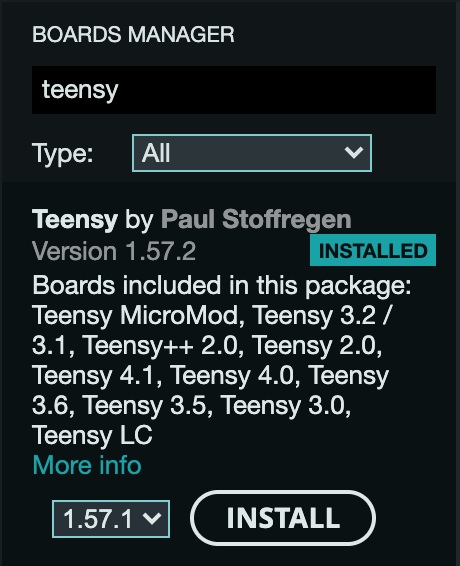 BOARDS MANAGER
teensy
Type: All
Teensy by Paul Stoffregen
Version 1.57.2 INSTALLED
Boards included in this package:
Teensy MicroMod, Teensy 3.2 /
3.1, Teensy++ 2.0, Teensy 2.0,
Teensy 4.1, Teensy 4.0, Teensy
3.6, Teensy 3.5, Teensy 3.0,
Teensy LC
More info
1.57.1 INSTALL